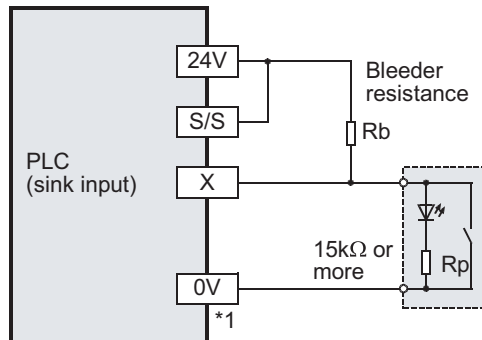 24V
S/S
Bleeder
resistance
Rb
PLC
(sink input)
X
15kΩ or
more
Rp
0V
*1